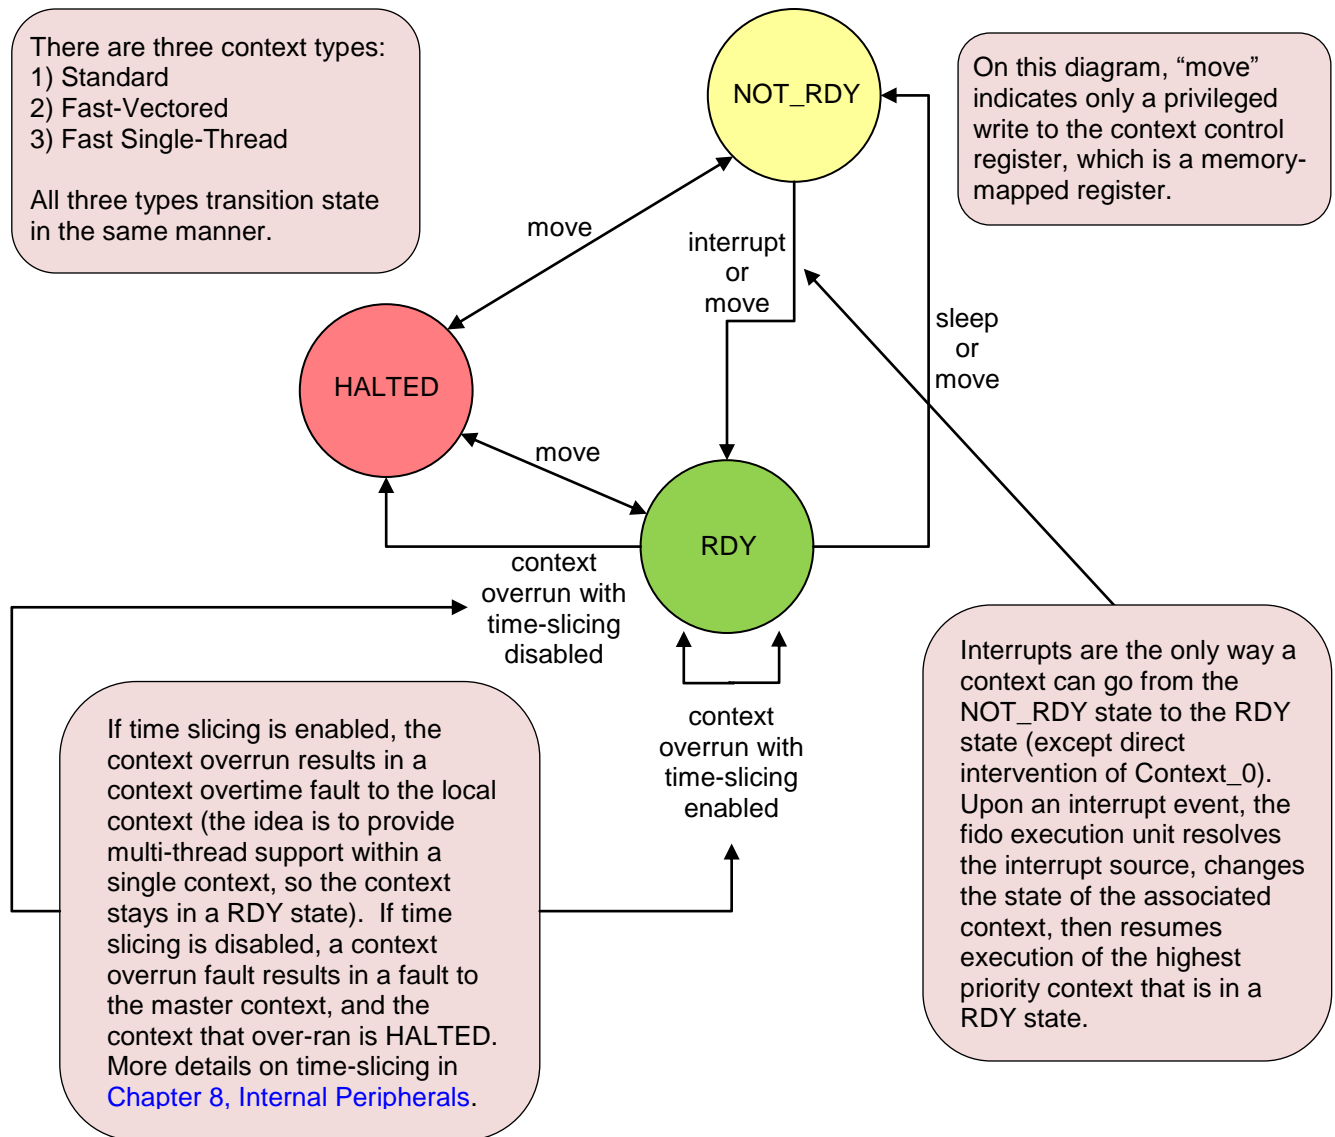 There are three context types:
1) Standard
2) Fast-Vectored
3) Fast Single-Thread
All three types transition state
in the same manner.
NOT_RDY
On this diagram, “move”
indicates only a privileged
write to the context control
register, which is a memory-
mapped register.
move
interrupt
or
move
sleep
or
move
HALTED
move
RDY
context
overrun with
time-slicing
disabled
context
overrun with
time-slicing
enabled
If time slicing is enabled, the
context overrun results in a
context overtime fault to the local
context (the idea is to provide
multi-thread support within a
single context, so the context
stays in a RDY state).  If time
slicing is disabled, a context
overrun fault results in a fault to
the master context, and the
context that over-ran is HALTED.
More details on time-slicing in
Chapter 8, Internal Peripherals.
Interrupts are the only way a
context can go from the
NOT_RDY state to the RDY
state (except direct
intervention of Context_0).
Upon an interrupt event, the
fido execution unit resolves
the interrupt source, changes
the state of the associated
context, then resumes
execution of the highest
priority context that is in a
RDY state.